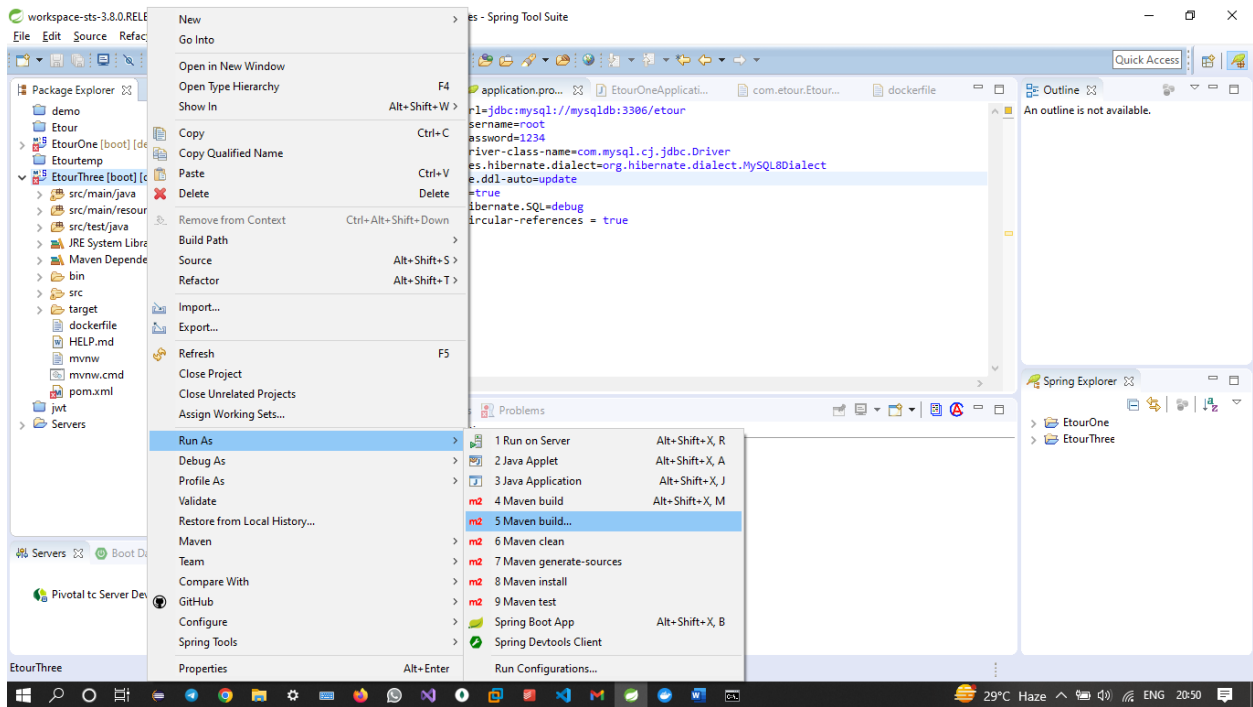 workspace-sts-3.8.0.RELE
es - Spring Tool Suite
File Edit Source Refac
Quick Access
Package Explorer
demo
Etour
EtourOne [boot] [de
Etourtemp
EtourThree [boot] [d
src/main/java
src/main/resour
src/test/java
JRE System Libra
Maven Depende
bin
src
target
dockerfile
HELP.md
mvnw
mvnw.cmd
pom.xml
jwt
Servers
Servers
Boot Da
Pivotal tc Server Dev
EtourThree
New
Go Into
Open in New Window
Open Type Hierarchy F4
Show In Alt+Shift+W
Copy Ctrl+C
Copy Qualified Name
Paste Ctrl+V
Delete Delete
Remove from Context Ctrl+Alt+Shift+Down
Build Path
Source Alt+Shift+S
Refactor Alt+Shift+T
Import...
Export...
Refresh F5
Close Project
Close Unrelated Projects
Assign Working Sets...
Run As
Debug As
Profile As
Validate
Restore from Local History...
Maven
Team
Compare With
GitHub
Configure
Spring Tools
Properties Alt+Enter
1 Run on Server Alt+Shift+X, R
2 Java Applet Alt+Shift+X, A
3 Java Application Alt+Shift+X, J
m2 4 Maven build Alt+Shift+X, M
m2 5 Maven build...
m2 6 Maven clean
m2 7 Maven generate-sources
m2 8 Maven install
m2 9 Maven test
Spring Boot App Alt+Shift+X, B
Spring Devtools Client
Run Configurations...
application.pro...
EtourOneApplicati...
com.etour.Etour...
dockerfile
rl=jdbc:mysql://mysqldb:3306/etour
sername=root
assword=1234
river-class-name=com.mysql.cj.jdbc.Driver
es.hibernate.dialect=org.hibernate.dialect.MySQL8Dialect
e.ddl-auto=update
=true
ibernate.SQL=debug
ircular-references = true
s
Problems
Outline
An outline is not available.
Spring Explorer
EtourOne
EtourThree
29°C Haze ENG 20:50